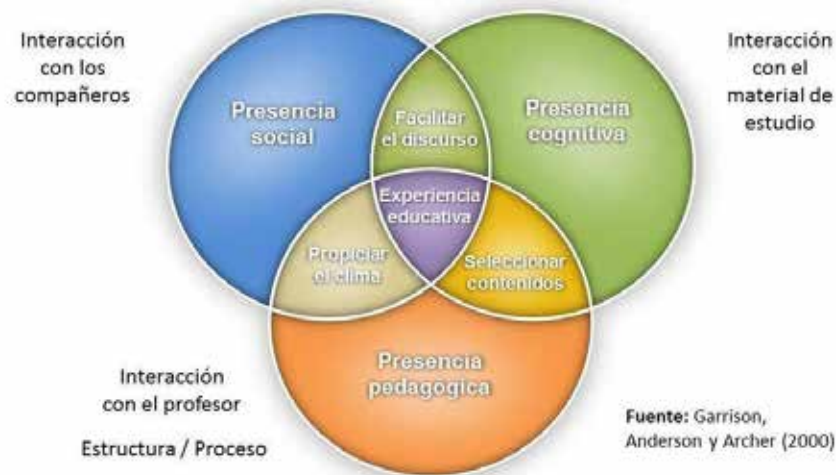 Interacción
con los
compañeros
Presencia
social
Facilitar
el discurso
Presencia
cognitiva
Interacción
con el
material de
estudio
Experiencia
educativa
Propiciar
el clima
Seleccionar
contenidos
Presencia
pedagógica
Interacción
con el profesor
Estructura / Proceso
Fuente: Garrison,
Anderson y Archer (2000)